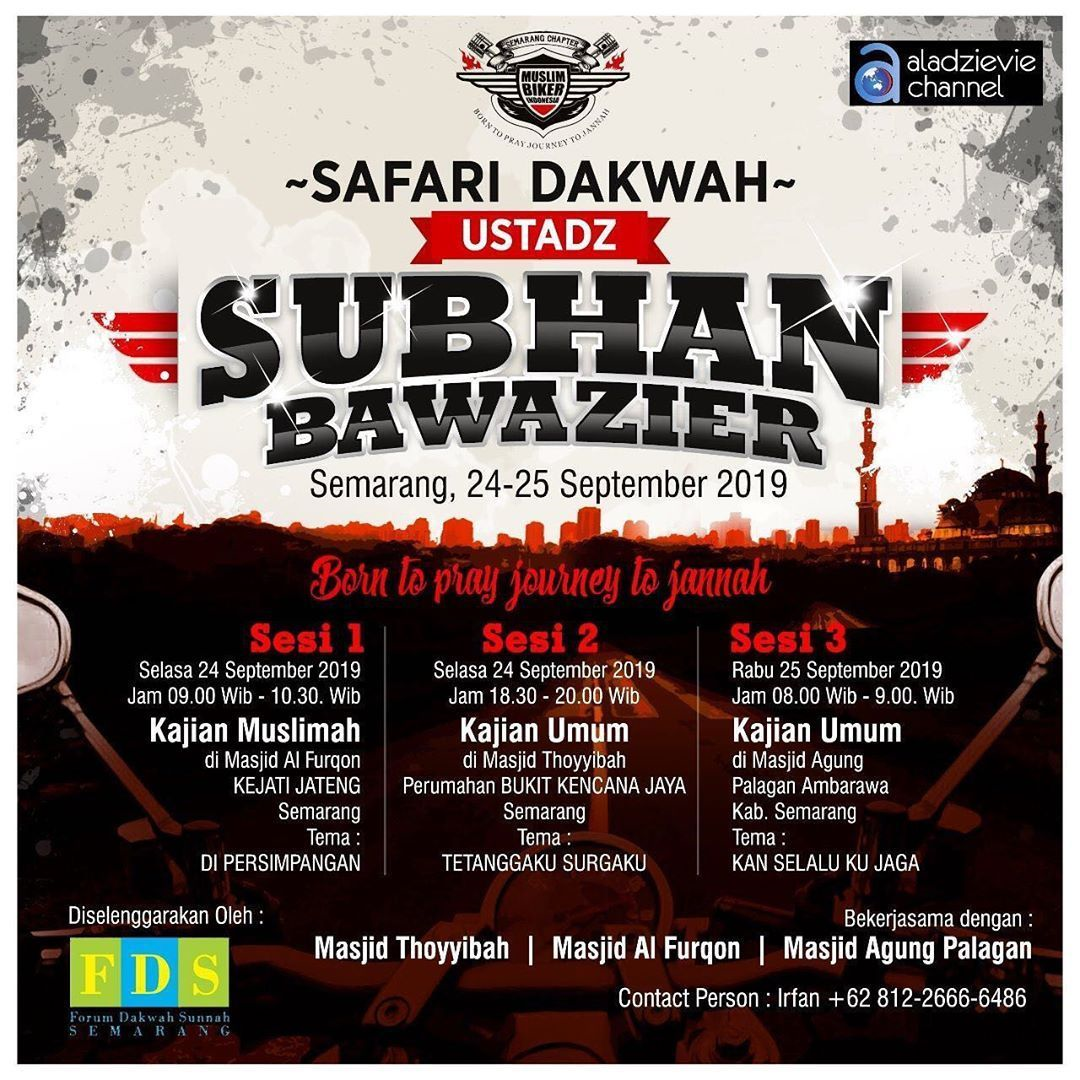 SEMARANG CHAPTER
MUSLIM
BIKER
INDONESIA
BORN TO PRAY JOURNEY TO JANNAH
aladzievie
channel
~SAFARI DAKWAH~
USTADZ
SUBHAN
BAWAZIER
Semarang, 24-25 September 2019
Born to pray journey to jannah
Sesi 1
Selasa 24 September 2019
Jam 09.00 Wib - 10.30. Wib
Kajian Muslimah
di Masjid Al Furqon
KEJATI JATENG
Semarang
Tema :
DI PERSIMPANGAN
Sesi 2
Selasa 24 September 2019
Jam 18.30 - 20.00 Wib
Kajian Umum
di Masjid Thoyyibah
Perumahan BUKIT KENCANA JAYA
Semarang
Tema :
TETANGGAKU SURGAKU
Sesi 3
Rabu 25 September 2019
Jam 08.00 Wib - 9.00. Wib
Kajian Umum
di Masjid Agung
Palagan Ambarawa
Kab. Semarang
Tema :
KAN SELALU KU JAGA
Diselenggarakan Oleh :
FDS
Forum Dakwah Sunnah
SEMARANG
Bekerjasama dengan :
Masjid Thoyyibah | Masjid Al Furqon | Masjid Agung Palagan
Contact Person : Irfan +62 812-2666-6486